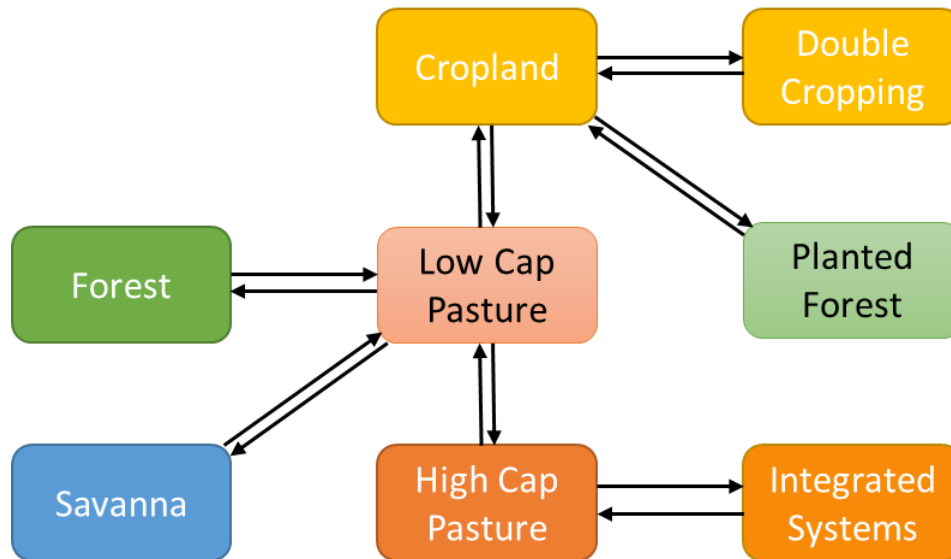 Cropland
Double
Cropping
Forest
Low Cap
Pasture
Planted
Forest
Savanna
High Cap
Pasture
Integrated
Systems